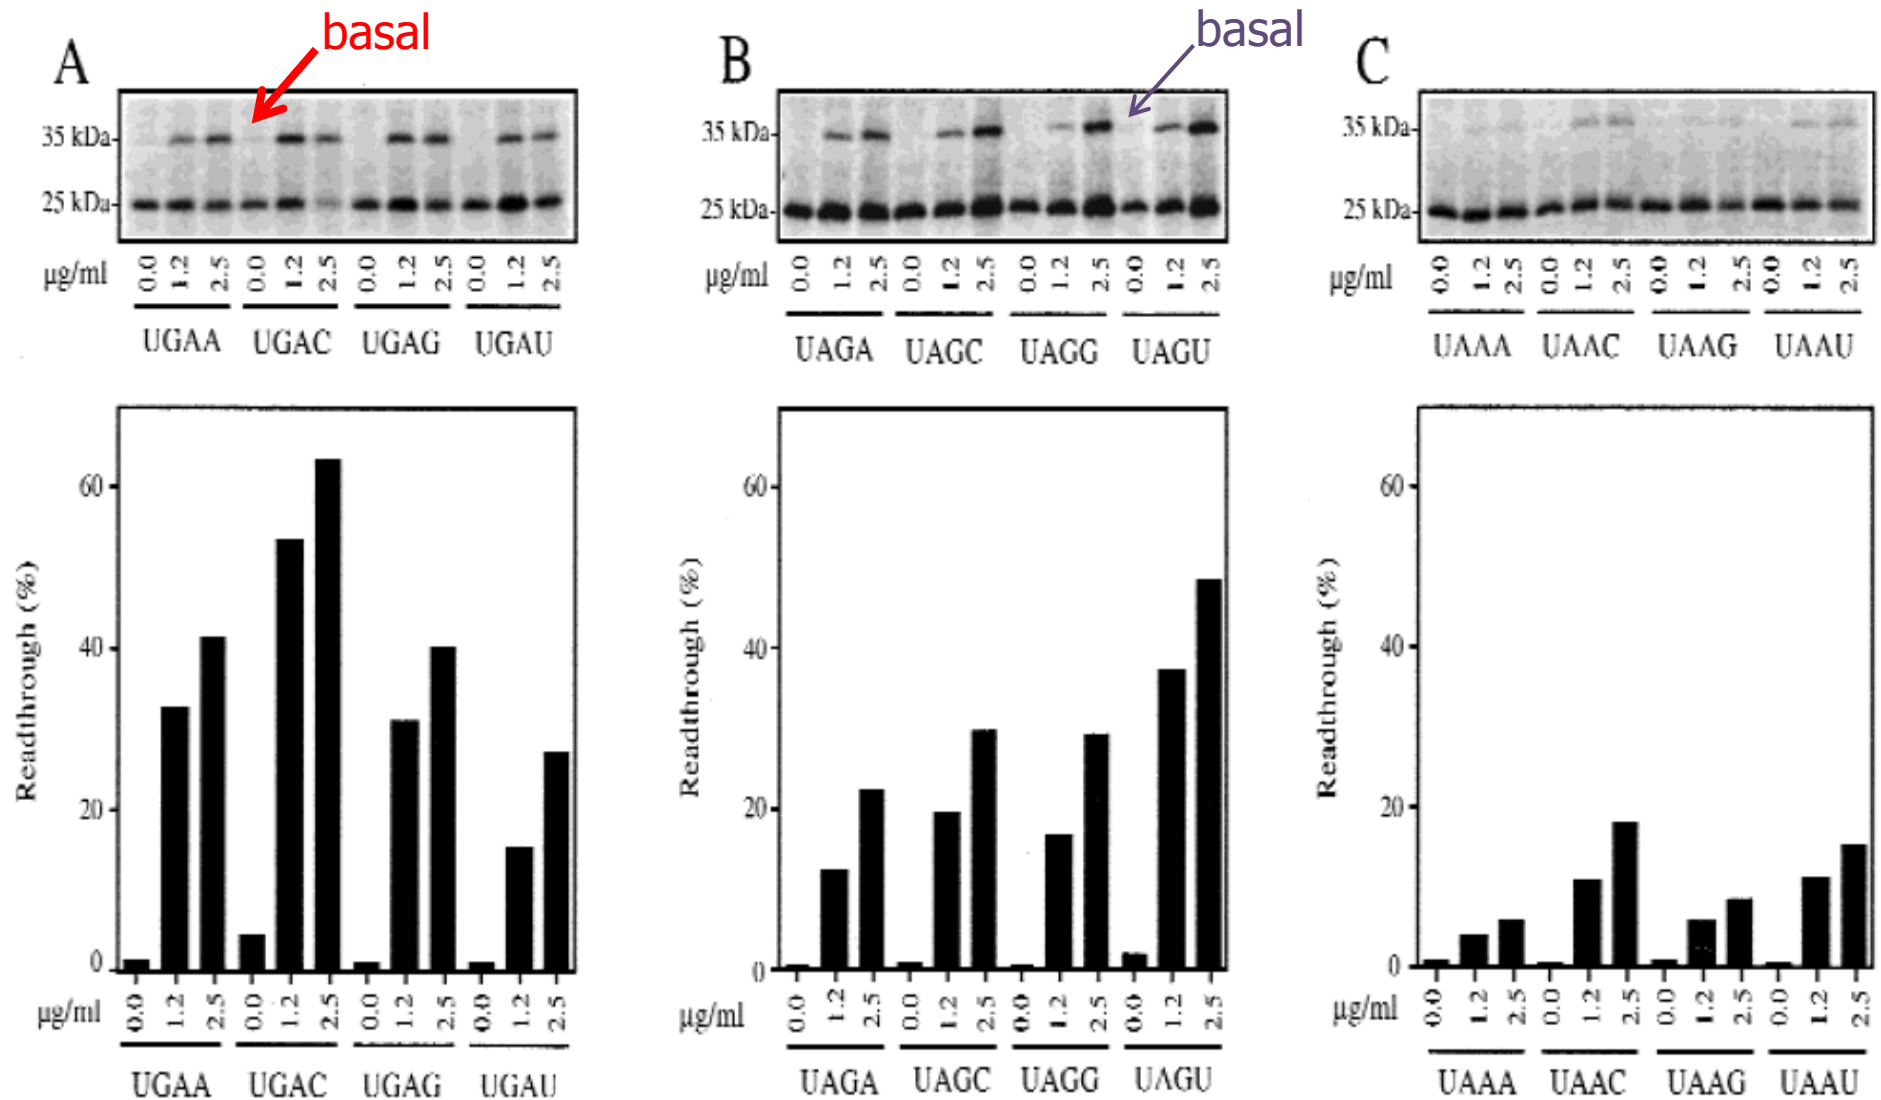 A
basal
35 kDa
25 kDa
µg/ml 0.0 1.2 2.5 0.0 1.2 2.5 0.0 1.2 2.5 0.0 1.2 2.5
UGAA UGAC UGAG UGAU
Readthrough (%)
60
40
20
0
µg/ml 0.0 1.2 2.5 0.0 1.2 2.5 0.0 1.2 2.5 0.0 1.2 2.5
UGAA UGAC UGAG UGAU
B
basal
35 kDa
25 kDa
µg/ml 0.0 1.2 2.5 0.0 1.2 2.5 0.0 1.2 2.5 0.0 1.2 2.5
UAGA UAGC UAGG UAGU
Readthrough (%)
60
40
20
0
µg/ml 0.0 1.2 2.5 0.0 1.2 2.5 0.0 1.2 2.5 0.0 1.2 2.5
UAGA UAGC UAGG UAGU
C
35 kDa
25 kDa
µg/ml 0.0 1.2 2.5 0.0 1.2 2.5 0.0 1.2 2.5 0.0 1.2 2.5
UAAA UAAC UAAG UAAU
Readthrough (%)
60
40
20
0
µg/ml 0.0 1.2 2.5 0.0 1.2 2.5 0.0 1.2 2.5 0.0 1.2 2.5
UAAA UAAC UAAG UAAU